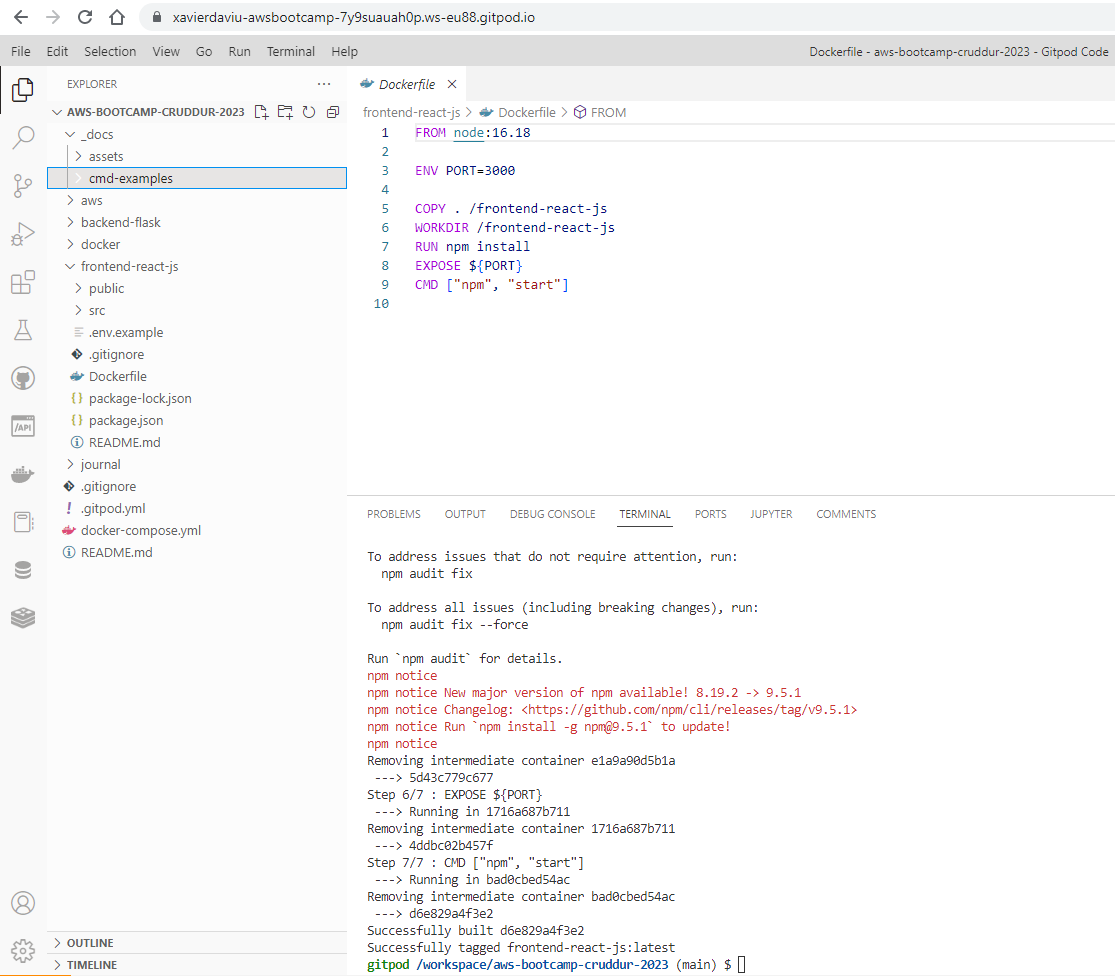 xavierdaviu-awsbootcamp-7y9suauah0p.ws-eu88.gitpod.io
File Edit Selection View Go Run Terminal Help
Dockerfile - aws-bootcamp-cruddur-2023 - Gitpod Code
EXPLORER
AWS-BOOTCAMP-CRUDDUR-2023
_docs
assets
cmd-examples
aws
backend-flask
docker
frontend-react-js
public
src
.env.example
.gitignore
Dockerfile
package-lock.json
package.json
README.md
journal
.gitignore
.gitpod.yml
docker-compose.yml
README.md
OUTLINE
TIMELINE
/API
Dockerfile
frontend-react-js > Dockerfile > FROM
1 FROM node:16.18
2
3 ENV PORT=3000
4
5 COPY . /frontend-react-js
6 WORKDIR /frontend-react-js
7 RUN npm install
8 EXPOSE ${PORT}
9 CMD ["npm", "start"]
10
PROBLEMS OUTPUT DEBUG CONSOLE TERMINAL PORTS JUPYTER COMMENTS
To address issues that do not require attention, run:
npm audit fix
To address all issues (including breaking changes), run:
npm audit fix --force
Run `npm audit` for details.
npm notice
npm notice New major version of npm available! 8.19.2 -> 9.5.1
npm notice Changelog: <https://github.com/npm/cli/releases/tag/v9.5.1>
npm notice Run `npm install -g npm@9.5.1` to update!
npm notice
Removing intermediate container e1a9a90d5b1a
---> 5d43c779c677
Step 6/7 : EXPOSE ${PORT}
---> Running in 1716a687b711
Removing intermediate container 1716a687b711
---> 4ddbc02b457f
Step 7/7 : CMD ["npm", "start"]
---> Running in bad0cbed54ac
Removing intermediate container bad0cbed54ac
---> d6e829a4f3e2
Successfully built d6e829a4f3e2
Successfully tagged frontend-react-js:latest
gitpod /workspace/aws-bootcamp-cruddur-2023 (main) $